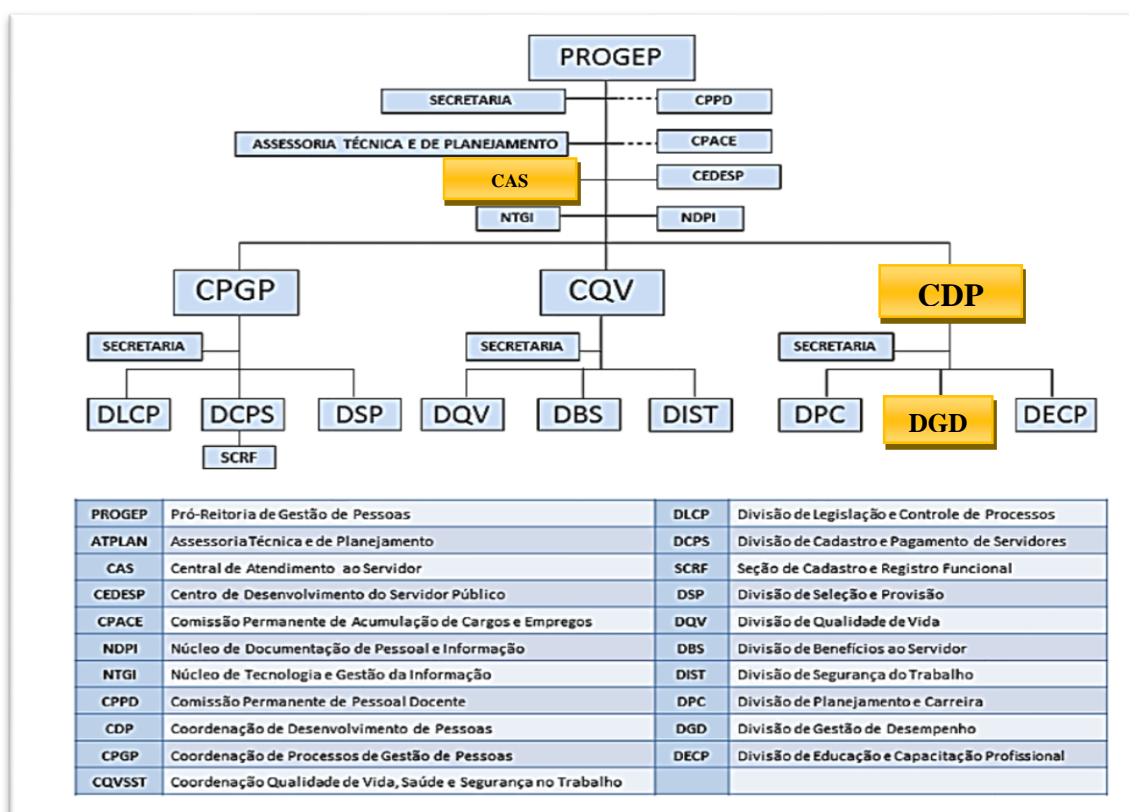 PROGEP
SECRETARIA
CPPD
ASSESSORIA TÉCNICA E DE PLANEJAMENTO
CPACE
CAS
CEDESP
NTGI
NDPI
CPGP
CQV
CDP
SECRETARIA
SECRETARIA
SECRETARIA
DLCP
DCPS
DSP
DQV
DBS
DIST
DPC
DGD
DECP
SCRF
PROGEP Pró-Reitoria de Gestão de Pessoas DLCP Divisão de Legislação e Controle de Processos
ATPLAN Assessoria Técnica e de Planejamento DCPS Divisão de Cadastro e Pagamento de Servidores
CAS Central de Atendimento ao Servidor SCRF Seção de Cadastro e Registro Funcional
CEDESP Centro de Desenvolvimento do Servidor Público DSP Divisão de Seleção e Provisão
CPACE Comissão Permanente de Acumulação de Cargos e Empregos DQV Divisão de Qualidade de Vida
NDPI Núcleo de Documentação de Pessoal e Informação DBS Divisão de Benefícios ao Servidor
NTGI Núcleo de Tecnologia e Gestão da Informação DIST Divisão de Segurança do Trabalho
CPPD Comissão Permanente de Pessoal Docente DPC Divisão de Planejamento e Carreira
CDP Coordenação de Desenvolvimento de Pessoas DGD Divisão de Gestão de Desempenho
CPGP Coordenação de Processos de Gestão de Pessoas DECP Divisão de Educação e Capacitação Profissional
CQVSST Coordenação Qualidade de Vida, Saúde e Segurança no Trabalho